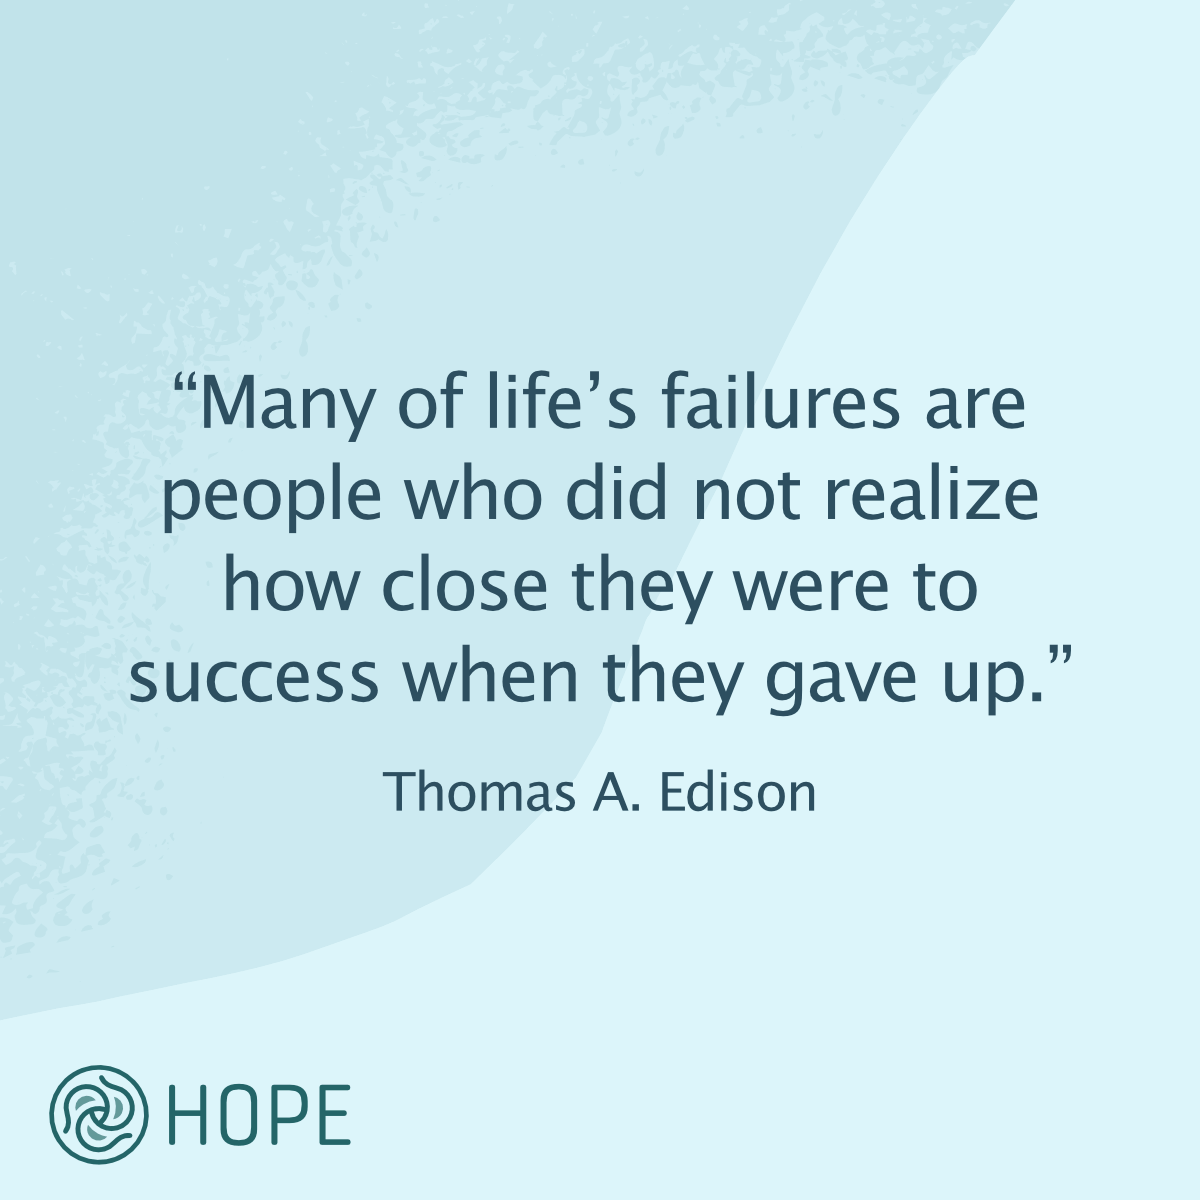 “Many of life’s failures are
people who did not realize
how close they were to
success when they gave up.”
Thomas A. Edison
HOPE